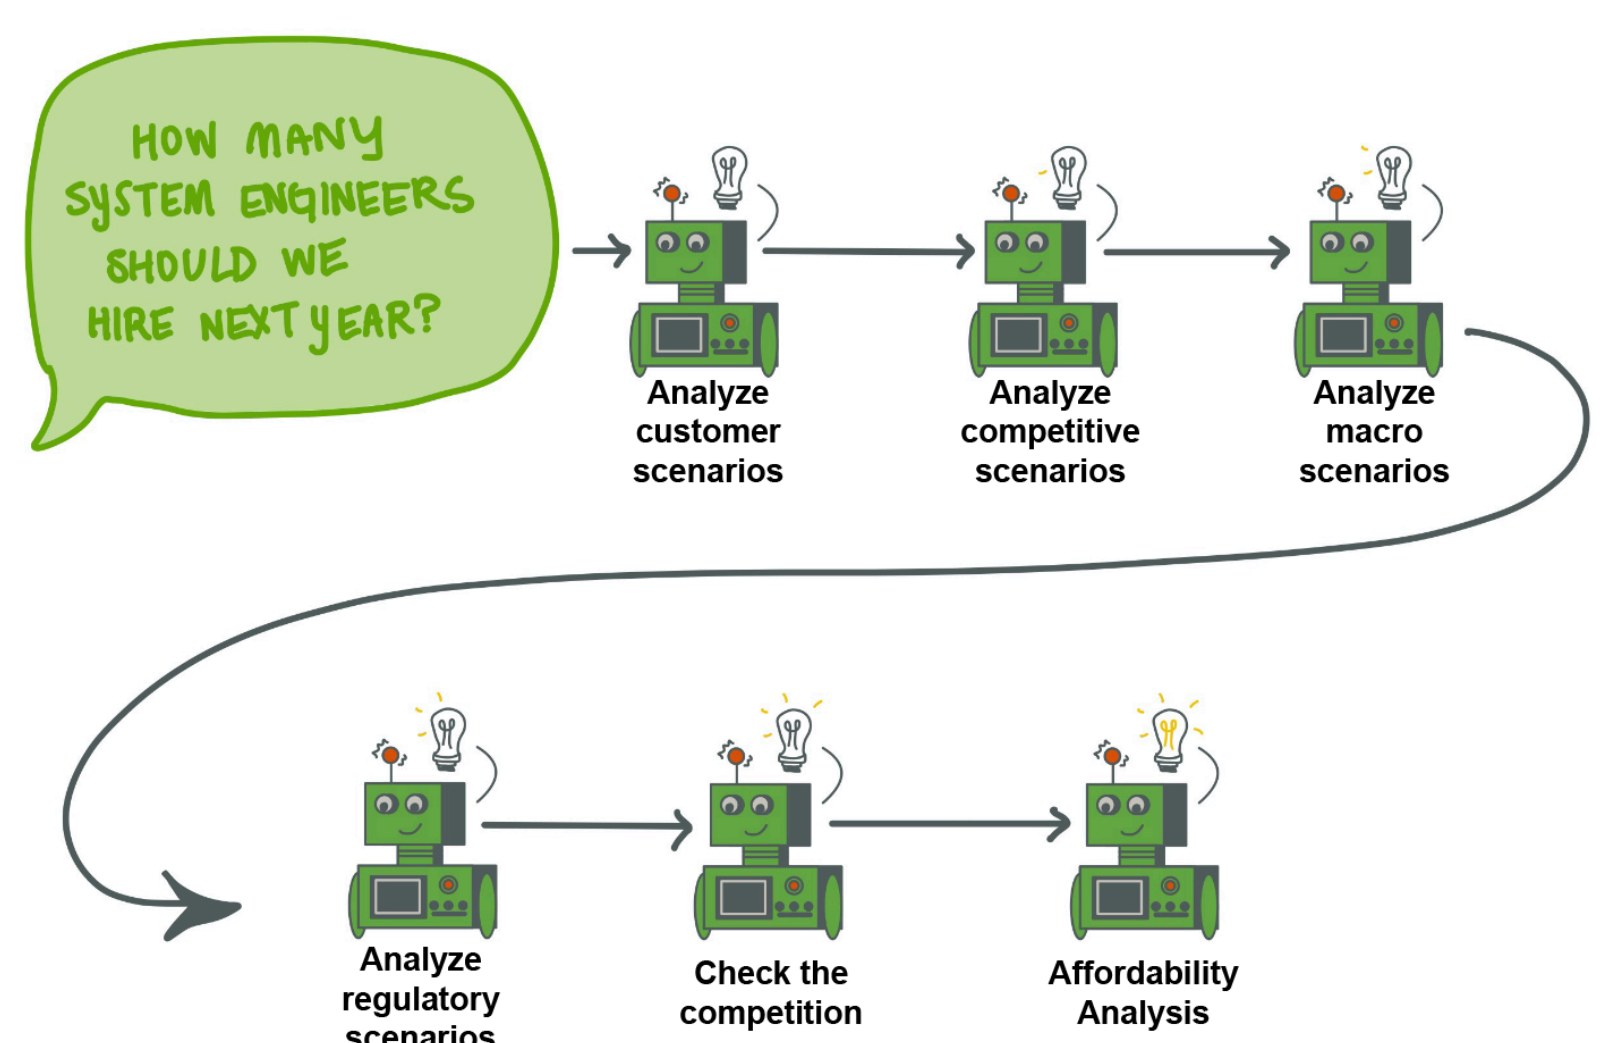 HOW MANY
SYSTEM ENGINEERS
SHOULD WE
HIRE NEXT YEAR?
Analyze
customer
scenarios
Analyze
competitive
scenarios
Analyze
macro
scenarios
Analyze
regulatory
scenarios
Check the
competition
Affordability
Analysis